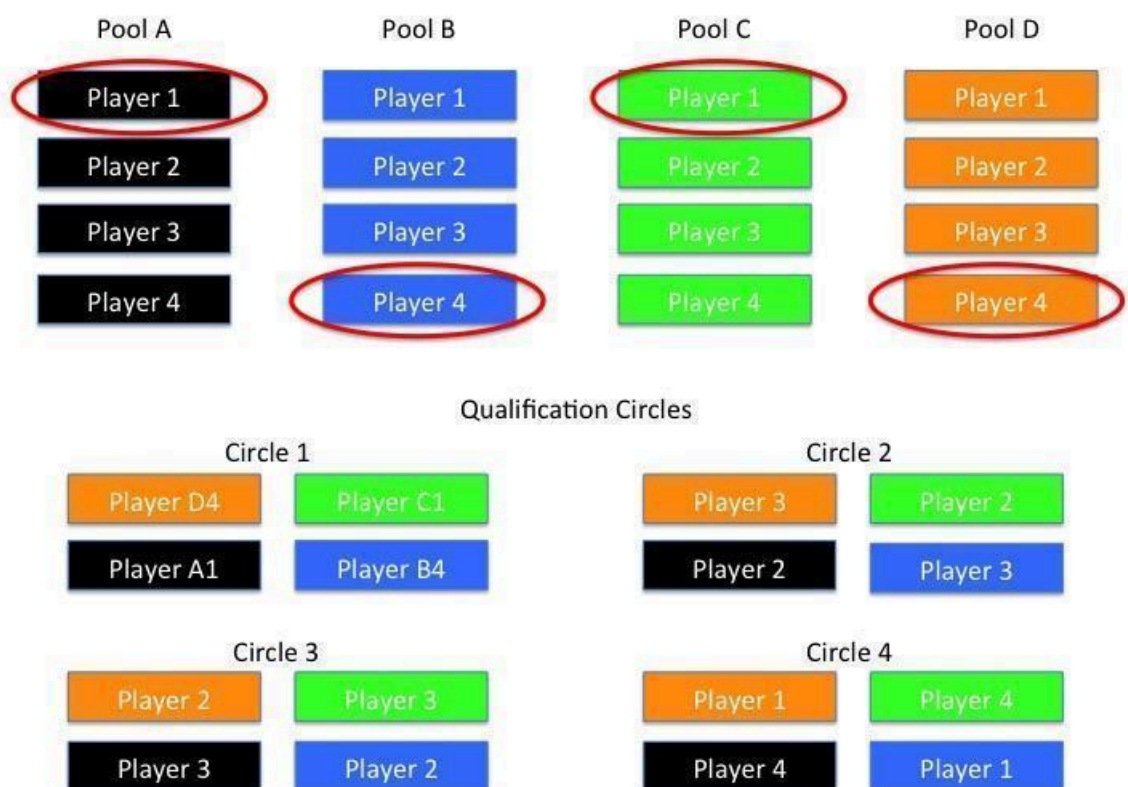 Pool A Pool B Pool C Pool D
Player 1 Player 1 Player 1 Player 1
Player 2 Player 2 Player 2 Player 2
Player 3 Player 3 Player 3 Player 3
Player 4 Player 4 Player 4 Player 4
Qualification Circles
Circle 1 Circle 2
Player D4 Player C1 Player 3 Player 2
Player A1 Player B4 Player 2 Player 3
Circle 3 Circle 4
Player 2 Player 3 Player 1 Player 4
Player 3 Player 2 Player 4 Player 1